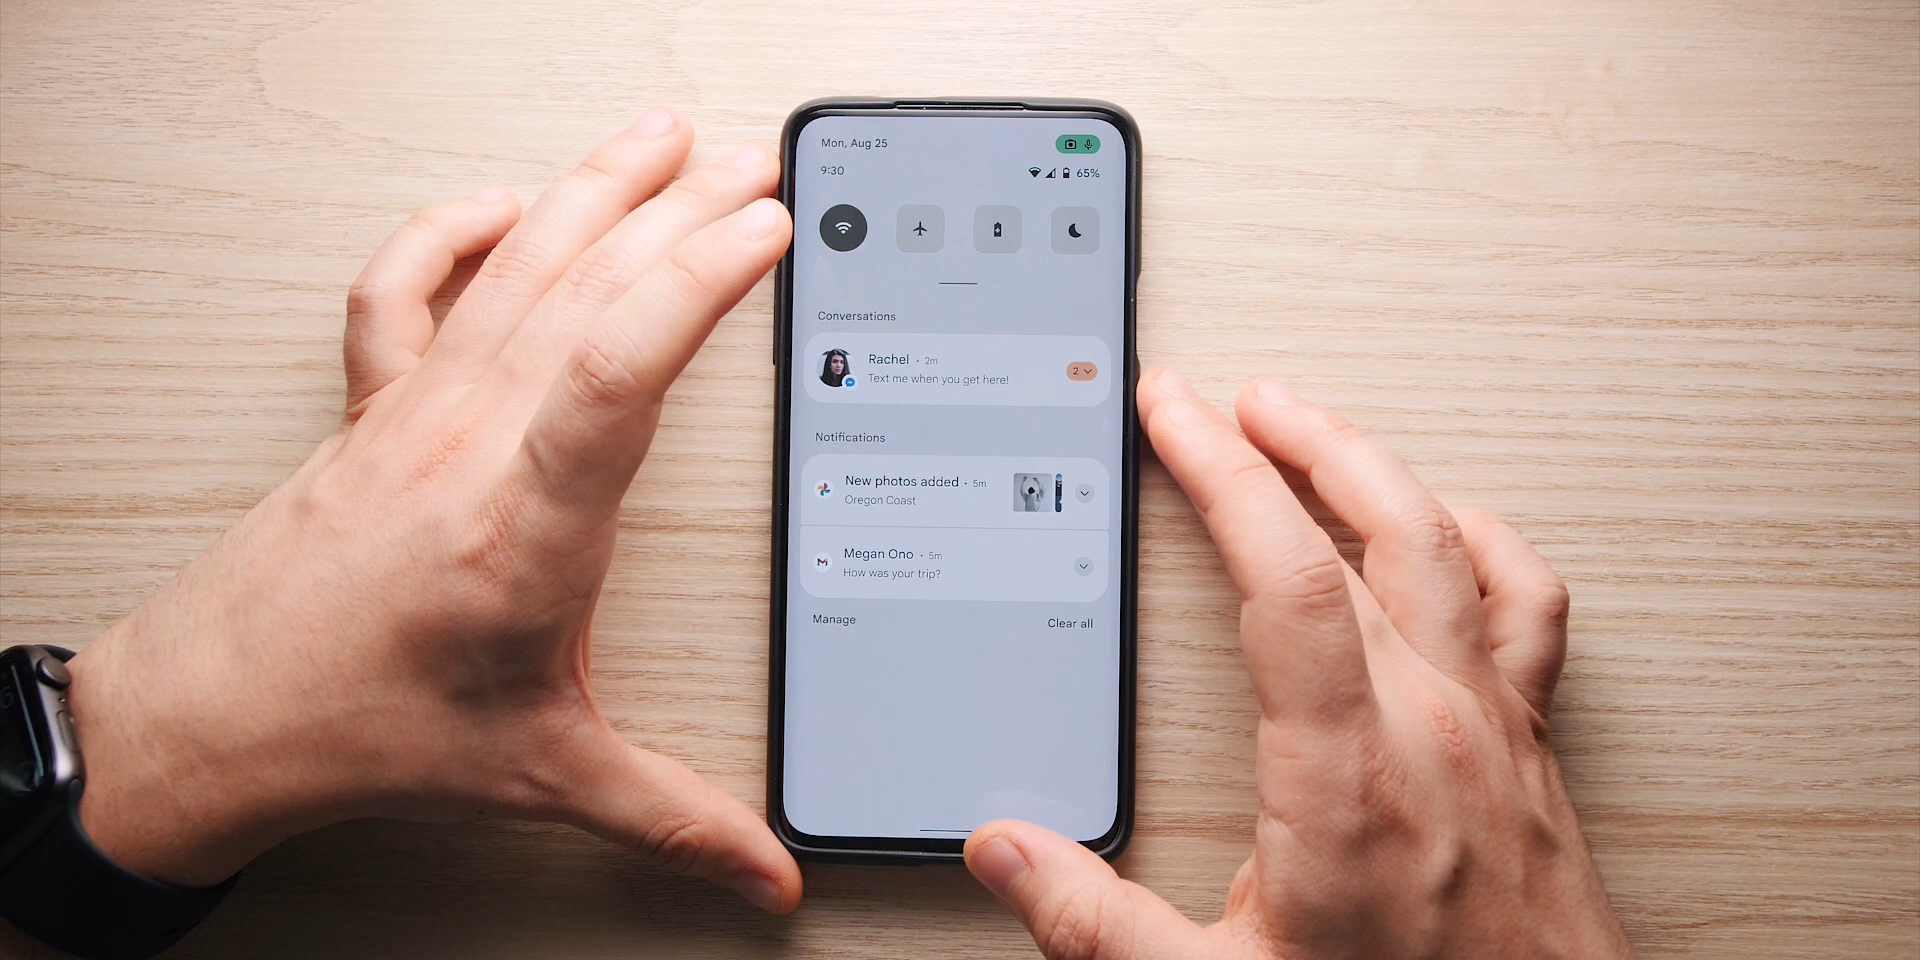 Mon, Aug 25
9:30
65%
Conversations
Rachel · 2m
Text me when you get here!
2
Notifications
New photos added · 5m
Oregon Coast
Megan Ono · 5m
How was your trip?
Manage
Clear all